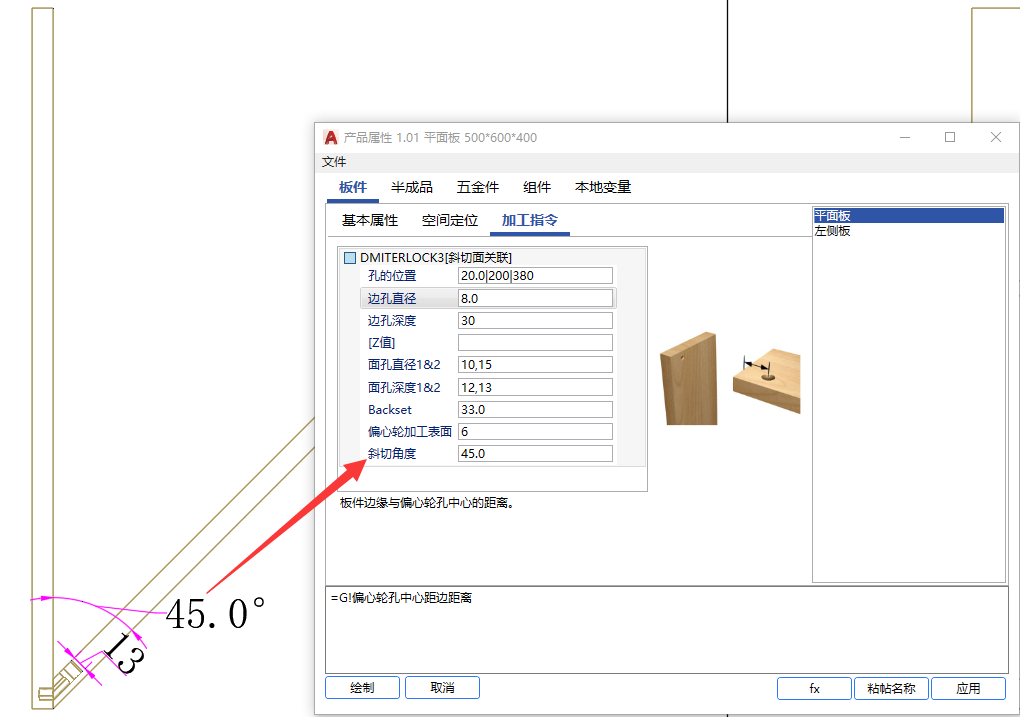 产品属性 1.01 平面板 500*600*400
文件
板件 半成品 五金件 组件 本地变量
基本属性 空间定位 加工指令
平面板
左侧板
DMITERLOCK3[斜切面关联]
孔的位置 20.0|200|380
边孔直径 8.0
边孔深度 30
[Z值]
面孔直径1&2 10,15
面孔深度1&2 12,13
Backset 33.0
偏心轮加工表面 6
斜切角度 45.0
板件边缘与偏心轮孔中心的距离。
45.0°
13
=G!偏心轮孔中心距边距离
绘制 取消 fx 粘帖名称 应用